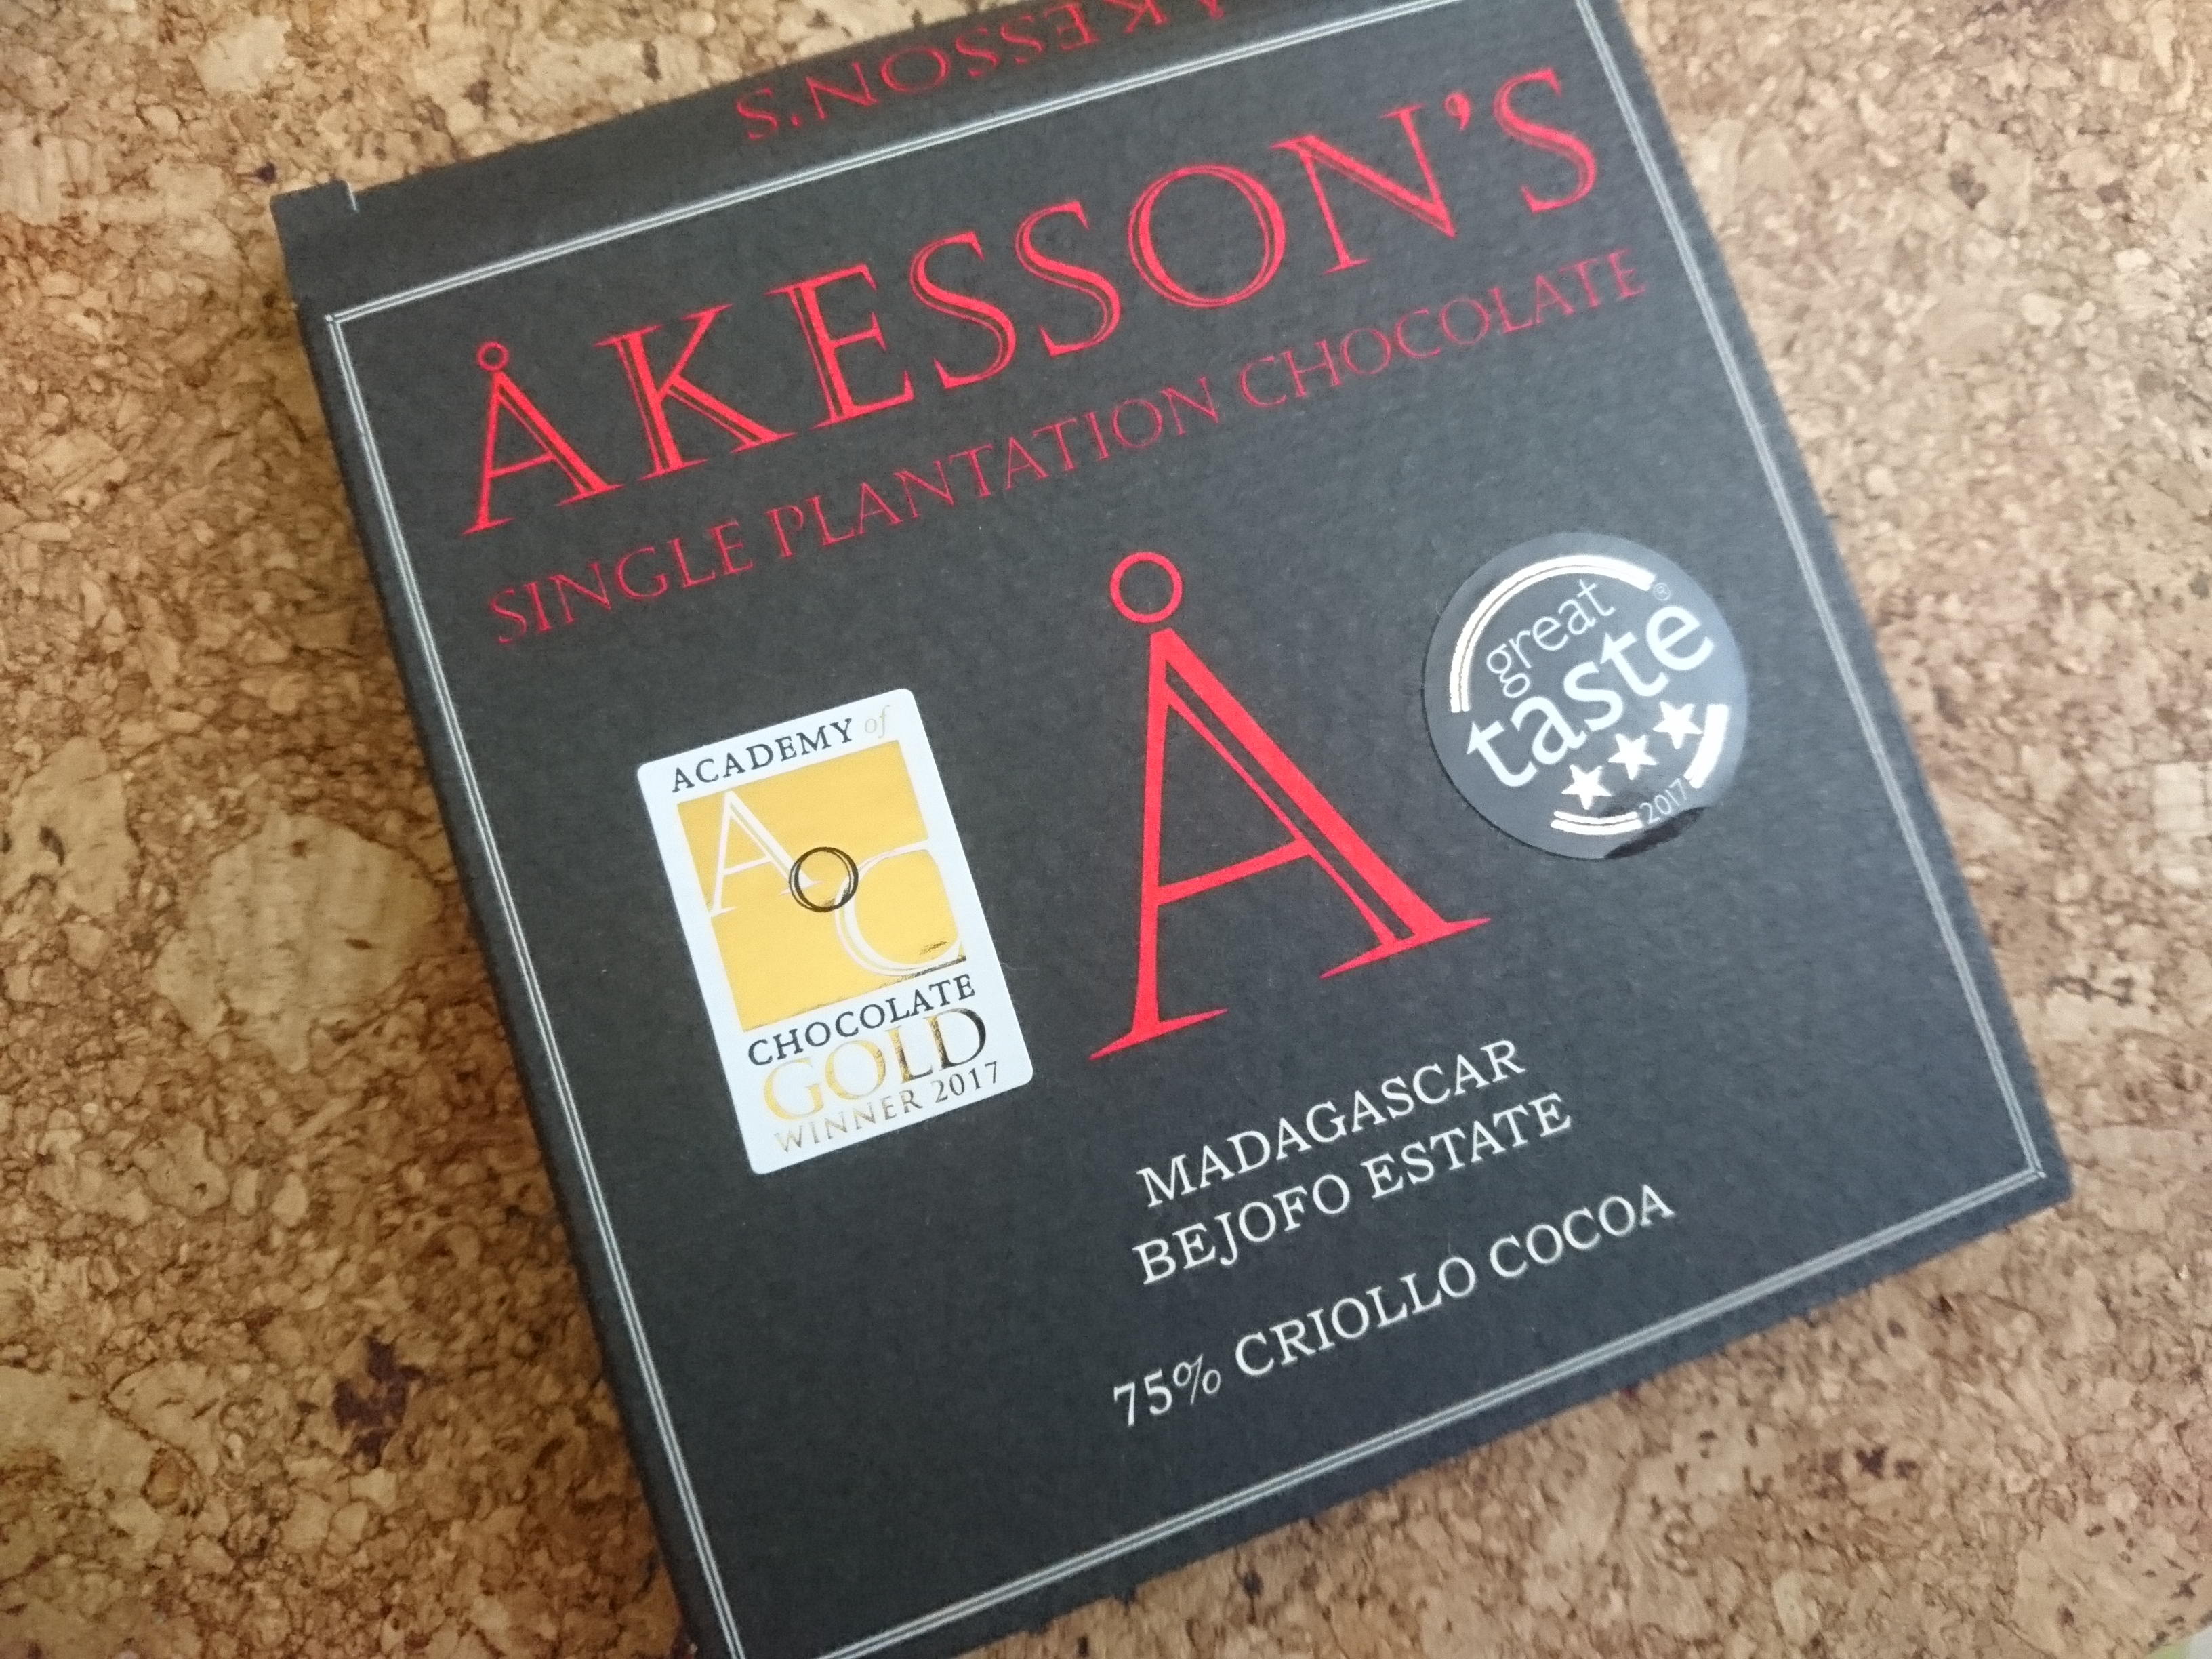 ÅKESSON'S
ÅKESSON'S
SINGLE PLANTATION CHOCOLATE
Å
great
taste®
2017
ACADEMY of
AOC
CHOCOLATE
GOLD
WINNER 2017
MADAGASCAR
BEJOFO ESTATE
75% CRIOLLO COCOA